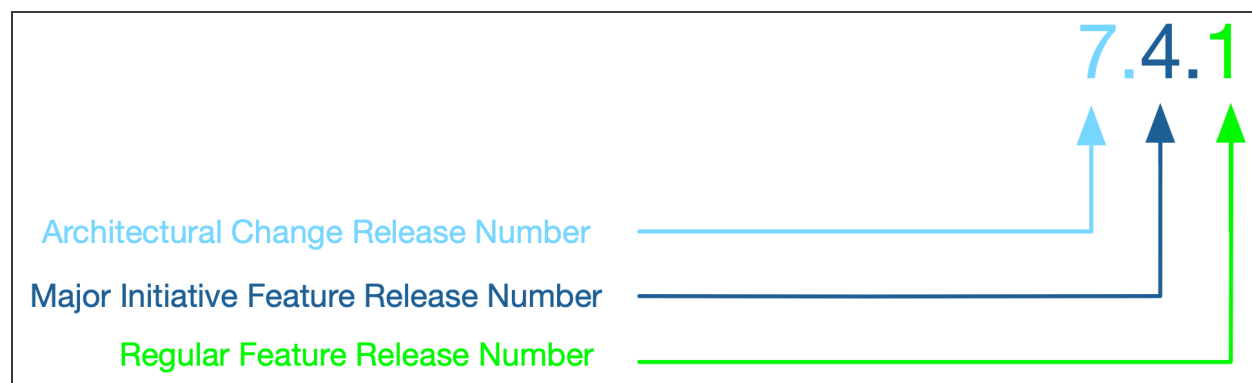 7.4.1
Architectural Change Release Number
Major Initiative Feature Release Number
Regular Feature Release Number